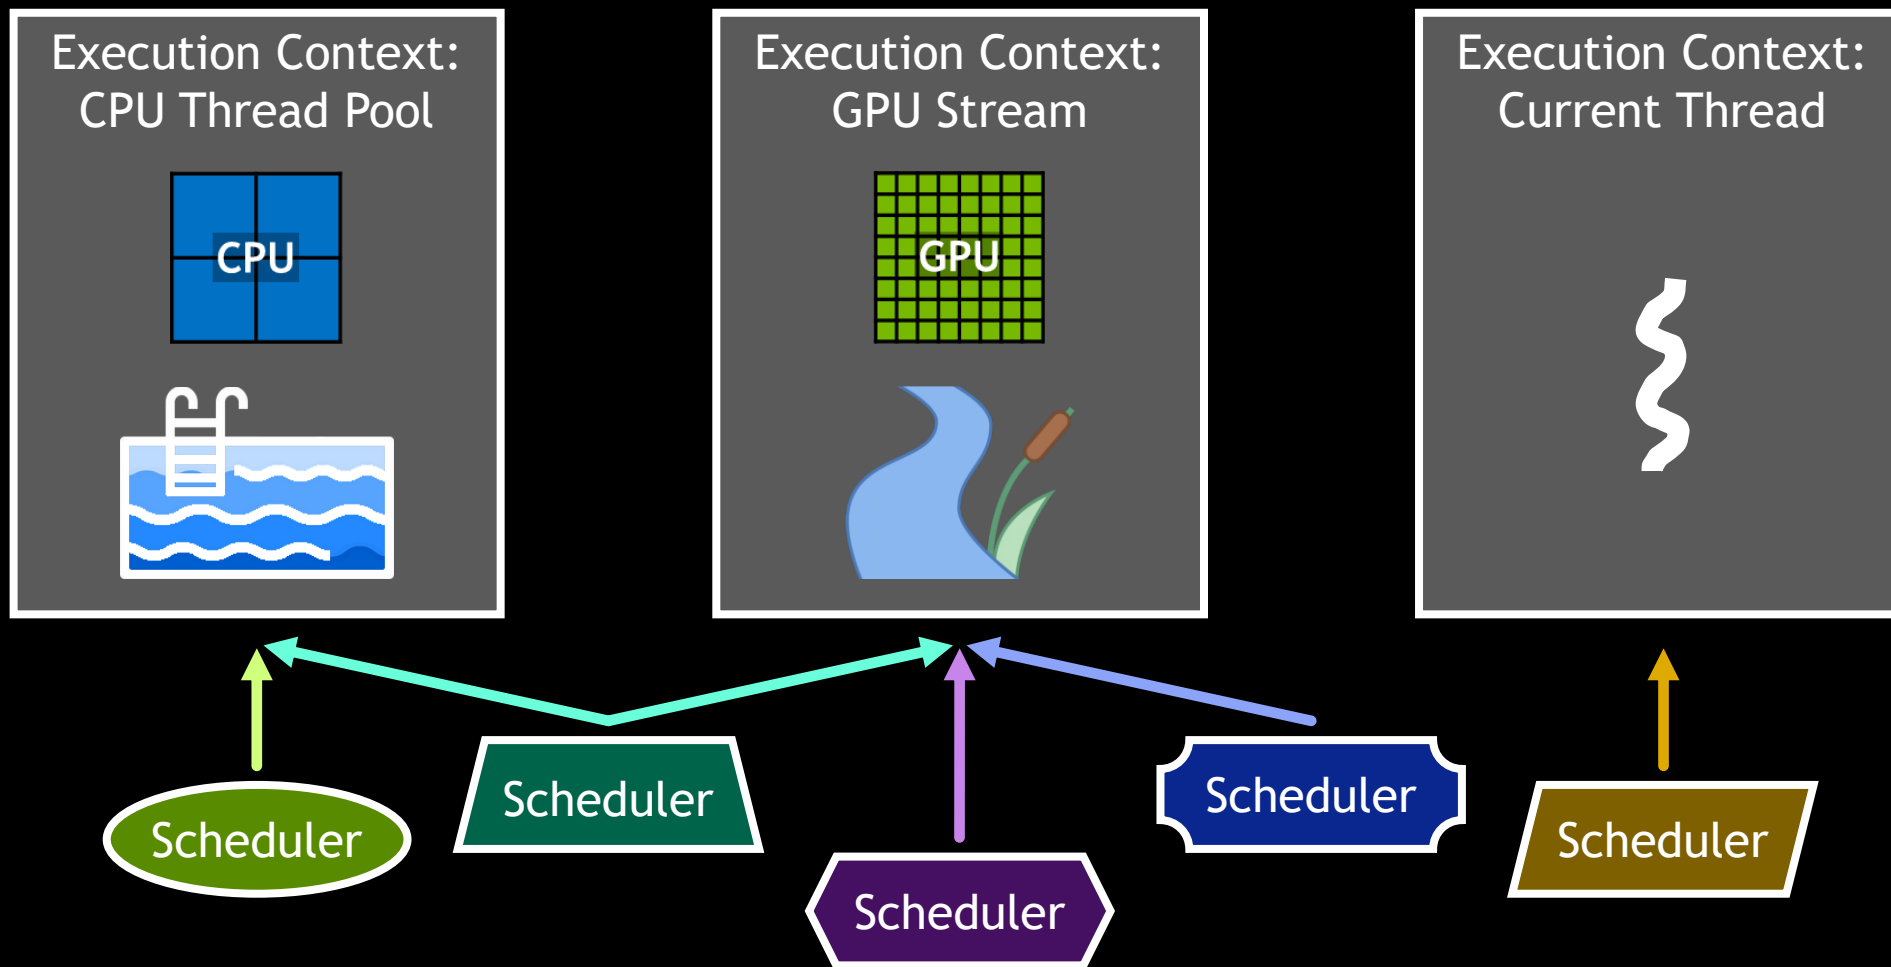 Execution Context:
CPU Thread Pool
CPU
Execution Context:
GPU Stream
GPU
Execution Context:
Current Thread
Scheduler
Scheduler
Scheduler
Scheduler
Scheduler